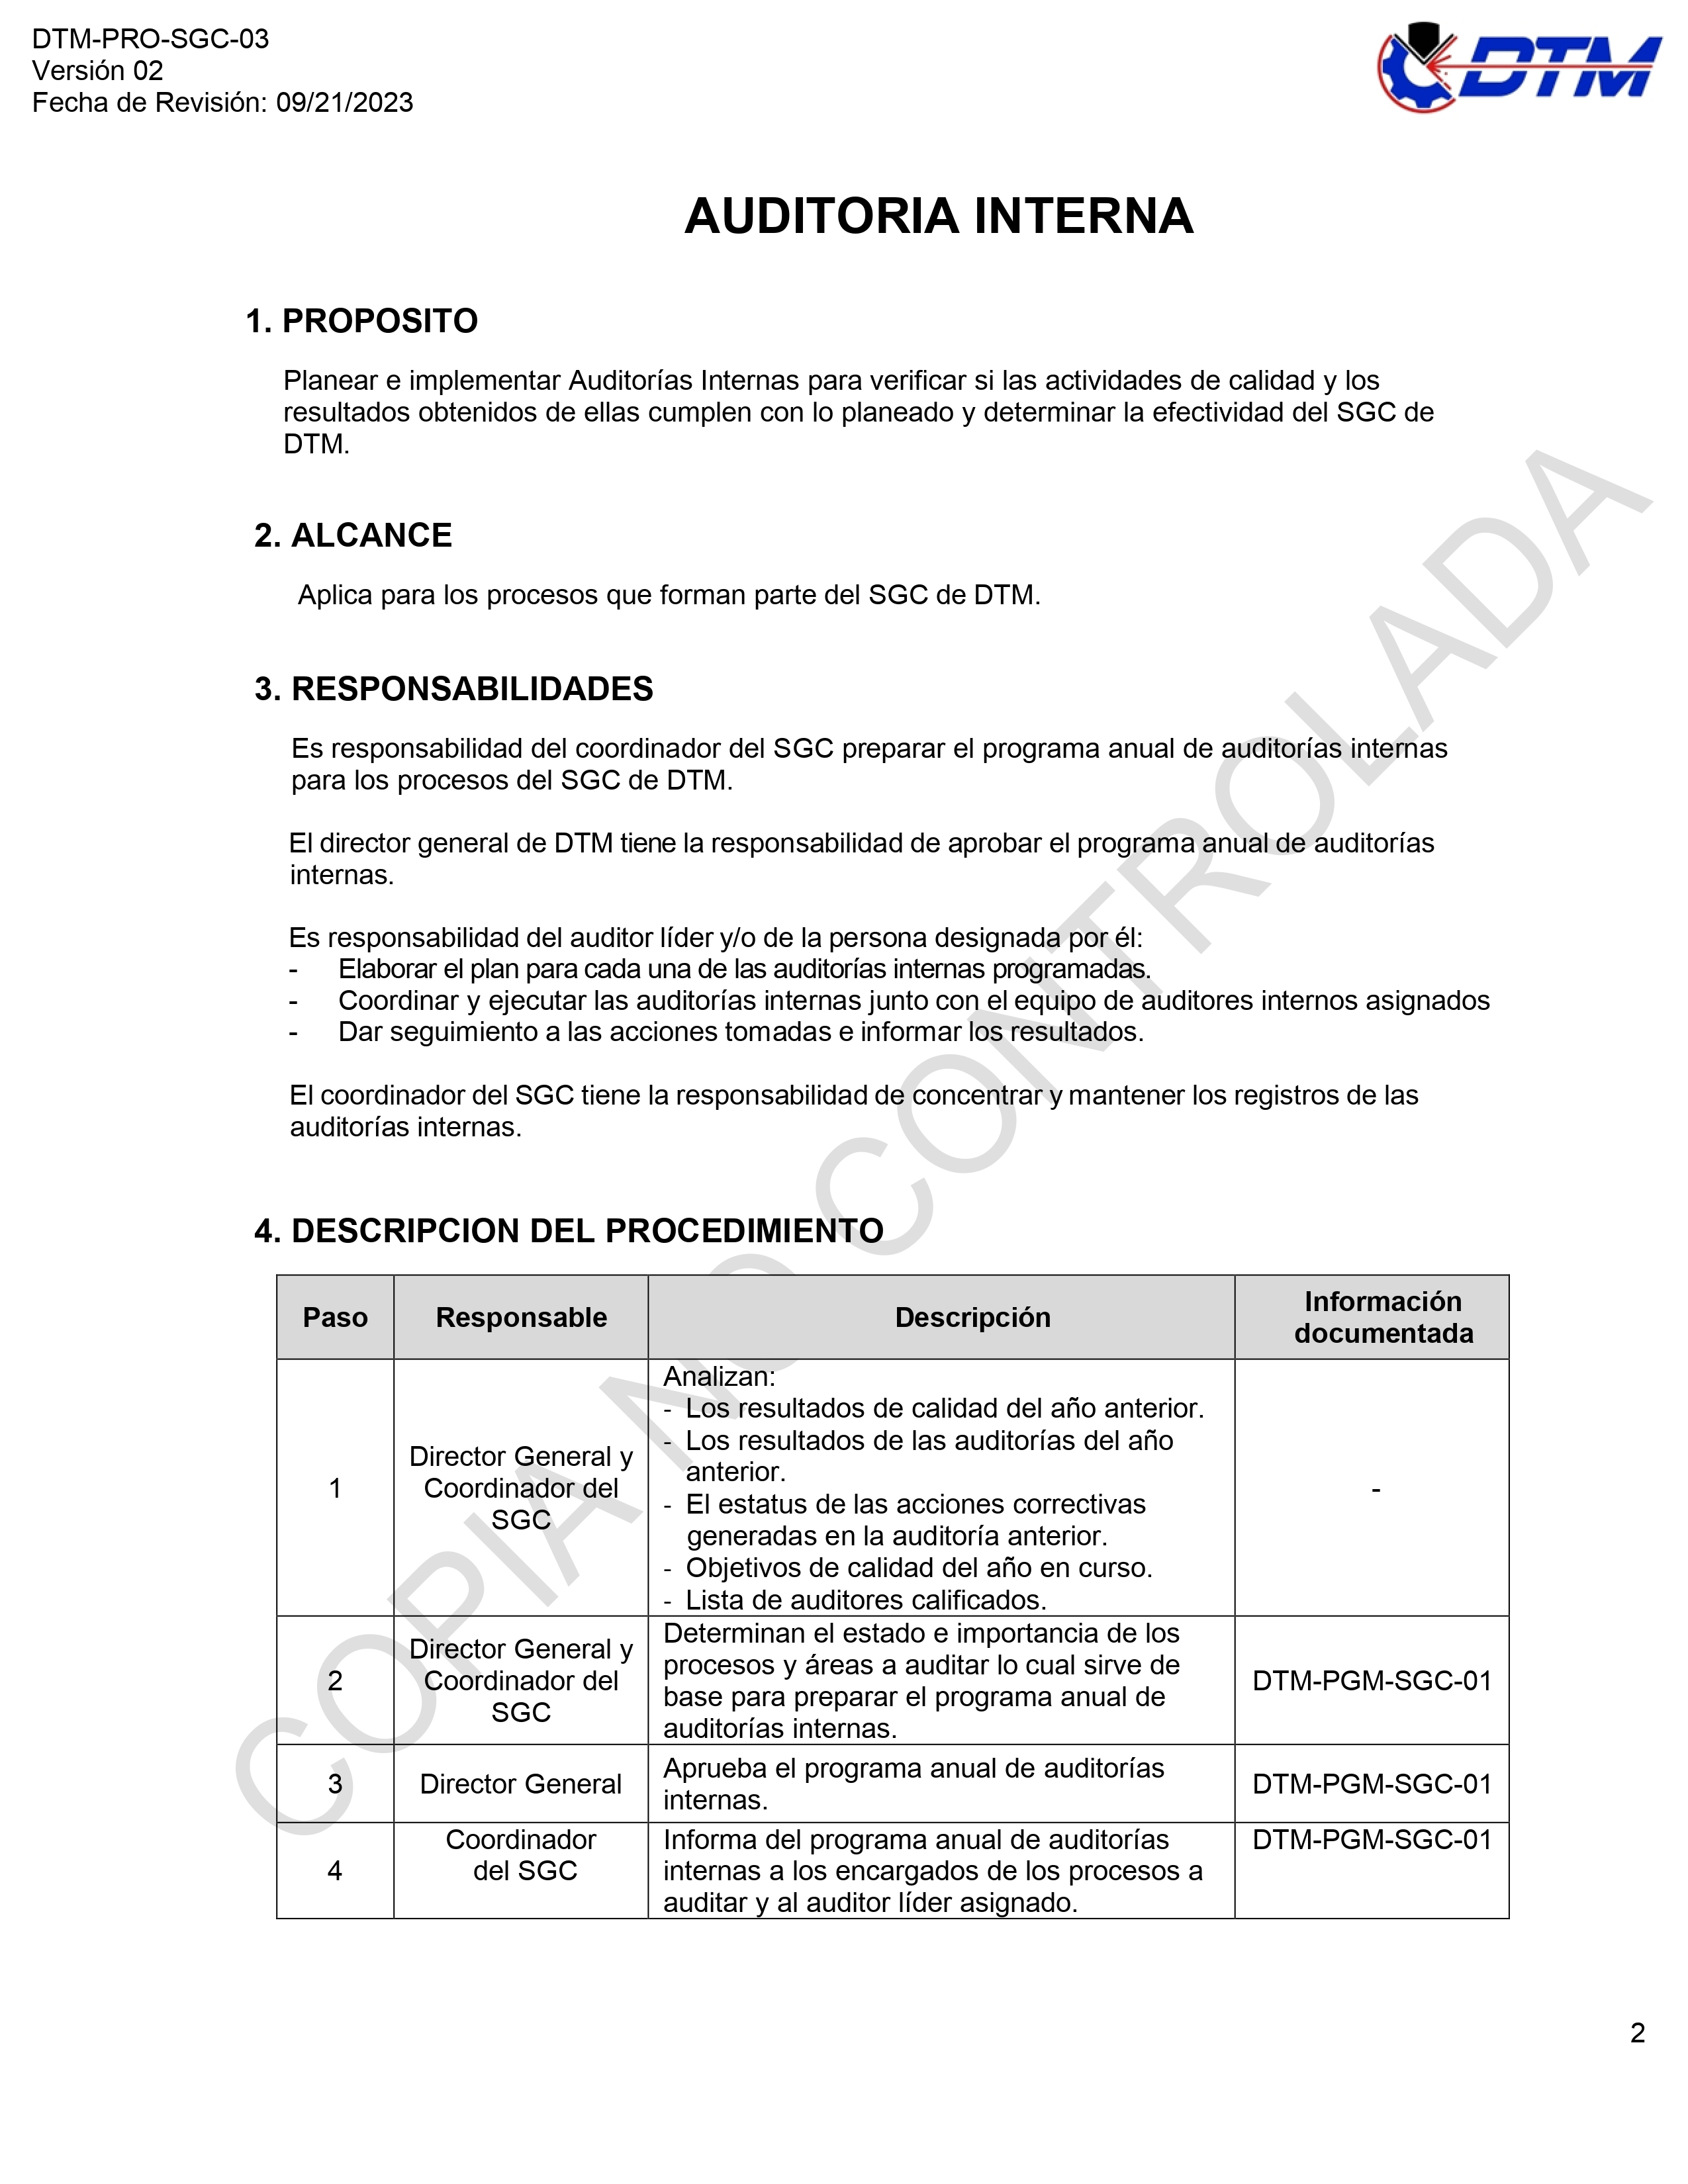 DTM-PRO-SGC-03
Versión 02
Fecha de Revisión: 09/21/2023
DTM
AUDITORIA INTERNA
1. PROPOSITO
Planear e implementar Auditorías Internas para verificar si las actividades de calidad y los
resultados obtenidos de ellas cumplen con lo planeado y determinar la efectividad del SGC de
DTM.
2. ALCANCE
Aplica para los procesos que forman parte del SGC de DTM.
3. RESPONSABILIDADES
Es responsabilidad del coordinador del SGC preparar el programa anual de auditorías internas
para los procesos del SGC de DTM.
El director general de DTM tiene la responsabilidad de aprobar el programa anual de auditorías
internas.
Es responsabilidad del auditor líder y/o de la persona designada por él:
- Elaborar el plan para cada una de las auditorías internas programadas.
- Coordinar y ejecutar las auditorías internas junto con el equipo de auditores internos asignados
- Dar seguimiento a las acciones tomadas e informar los resultados.
El coordinador del SGC tiene la responsabilidad de concentrar y mantener los registros de las
auditorías internas.
4. DESCRIPCION DEL PROCEDIMIENTO
Paso
Responsable
Descripción
Información
documentada
1
Director General y
Coordinador del
SGC
Analizan:
- Los resultados de calidad del año anterior.
- Los resultados de las auditorías del año
anterior.
- El estatus de las acciones correctivas
generadas en la auditoría anterior.
- Objetivos de calidad del año en curso.
- Lista de auditores calificados.
-
2
Director General y
Coordinador del
SGC
Determinan el estado e importancia de los
procesos y áreas a auditar lo cual sirve de
base para preparar el programa anual de
auditorías internas.
DTM-PGM-SGC-01
3
Director General
Aprueba el programa anual de auditorías
internas.
DTM-PGM-SGC-01
4
Coordinador
del SGC
Informa del programa anual de auditorías
internas a los encargados de los procesos a
auditar y al auditor líder asignado.
DTM-PGM-SGC-01
COPIA NO CONTROLADA
2